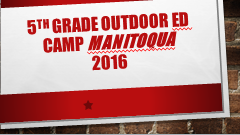 5TH GRADE OUTDOOR ED
CAMP MANITOQUA
2016